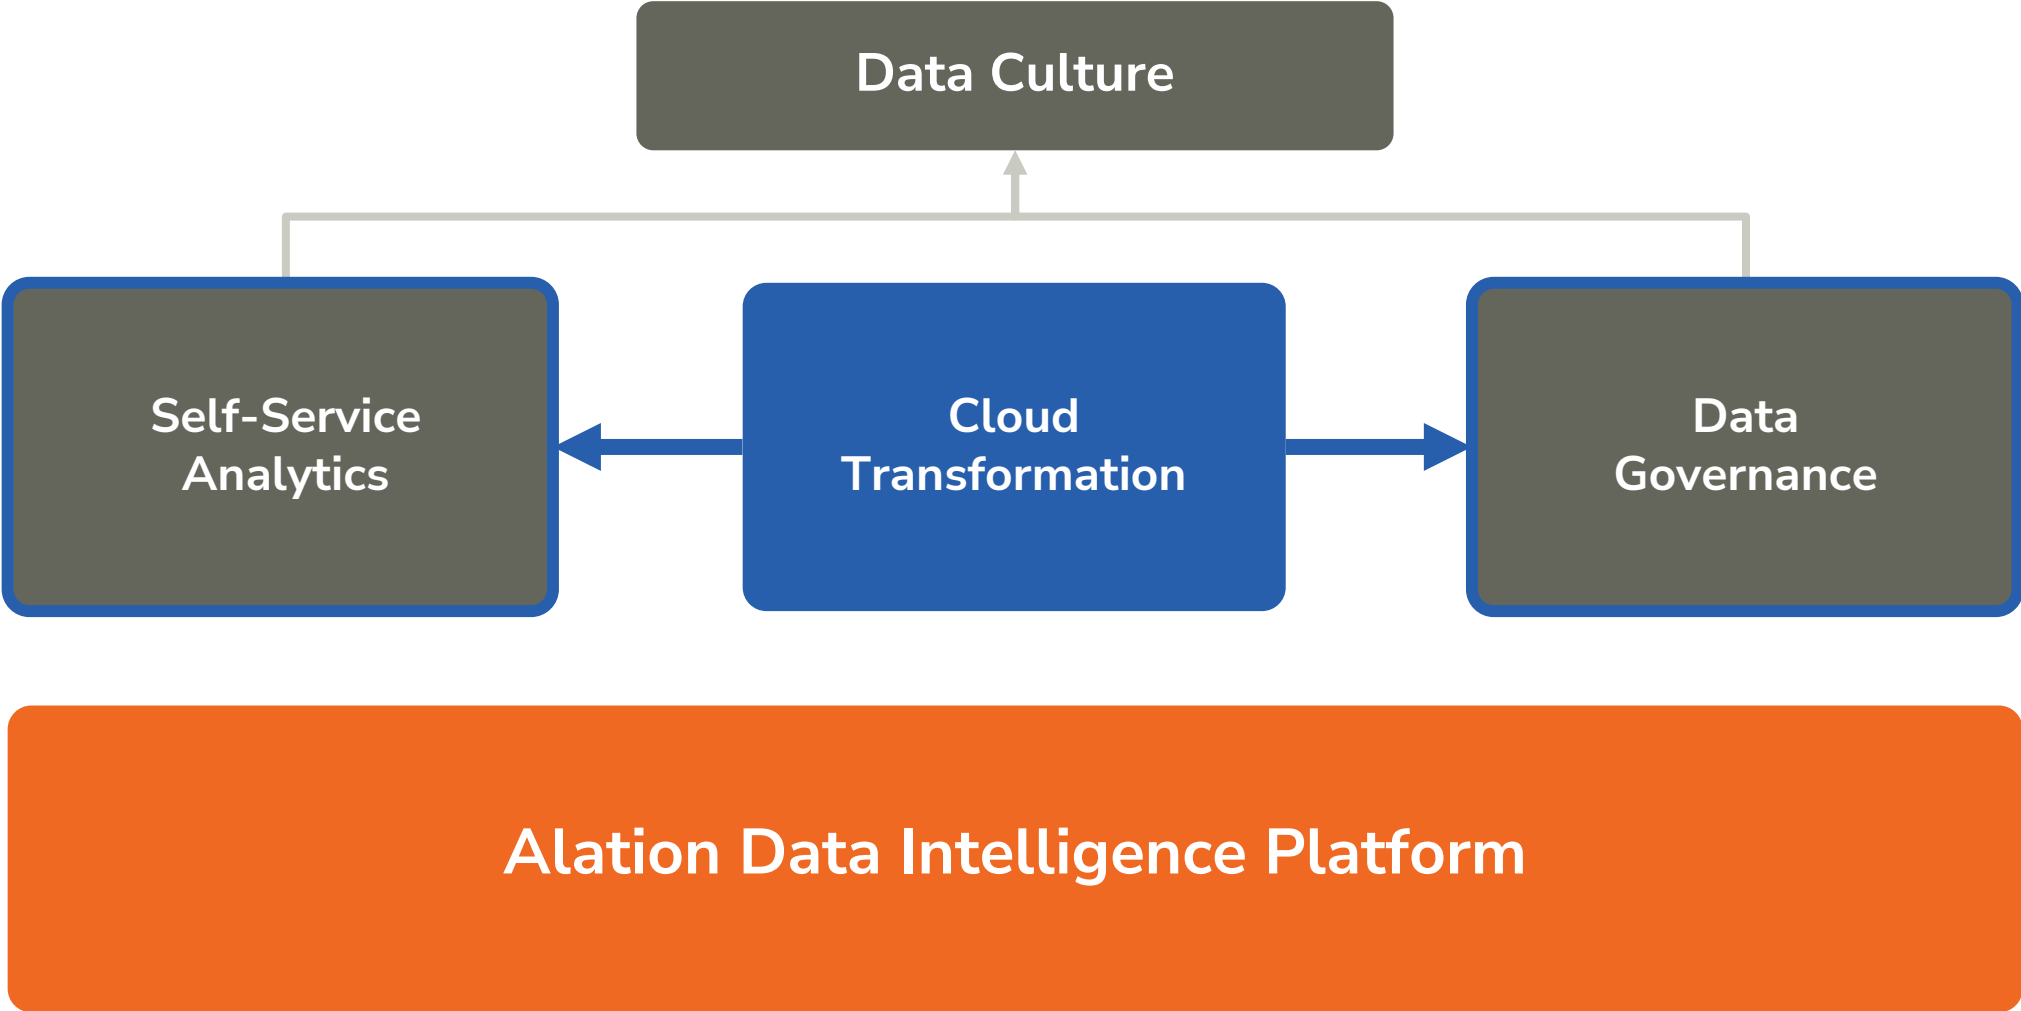 Data Culture
Self-Service
Analytics
Cloud
Transformation
Data
Governance
Alation Data Intelligence Platform